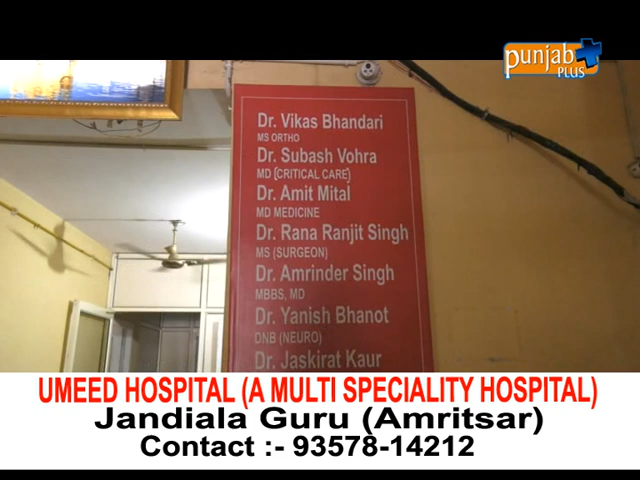 punjab
PLUS
Dr. Vikas Bhandari
MS ORTHO
Dr. Subash Vohra
MD (CRITICAL CARE)
Dr. Amit Mital
MD MEDICINE
Dr. Rana Ranjit Singh
MS (SURGEON)
Dr. Amrinder Singh
MBBS, MD
Dr. Yanish Bhanot
DNB (NEURO)
Dr. Jaskirat Kaur
UMEED HOSPITAL (A MULTI SPECIALITY HOSPITAL)
Jandiala Guru (Amritsar)
Contact :- 93578-14212